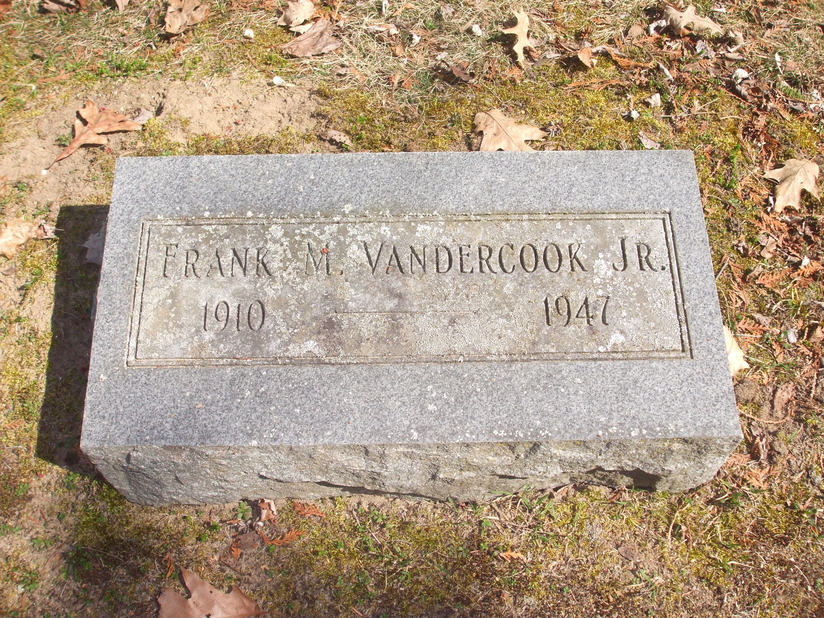 FRANK M. VANDERCOOK JR.
1910 — 1947